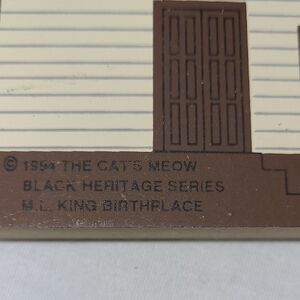 © 1994 THE CAT'S MEOW
BLACK HERITAGE SERIES
M.L. KING BIRTHPLACE